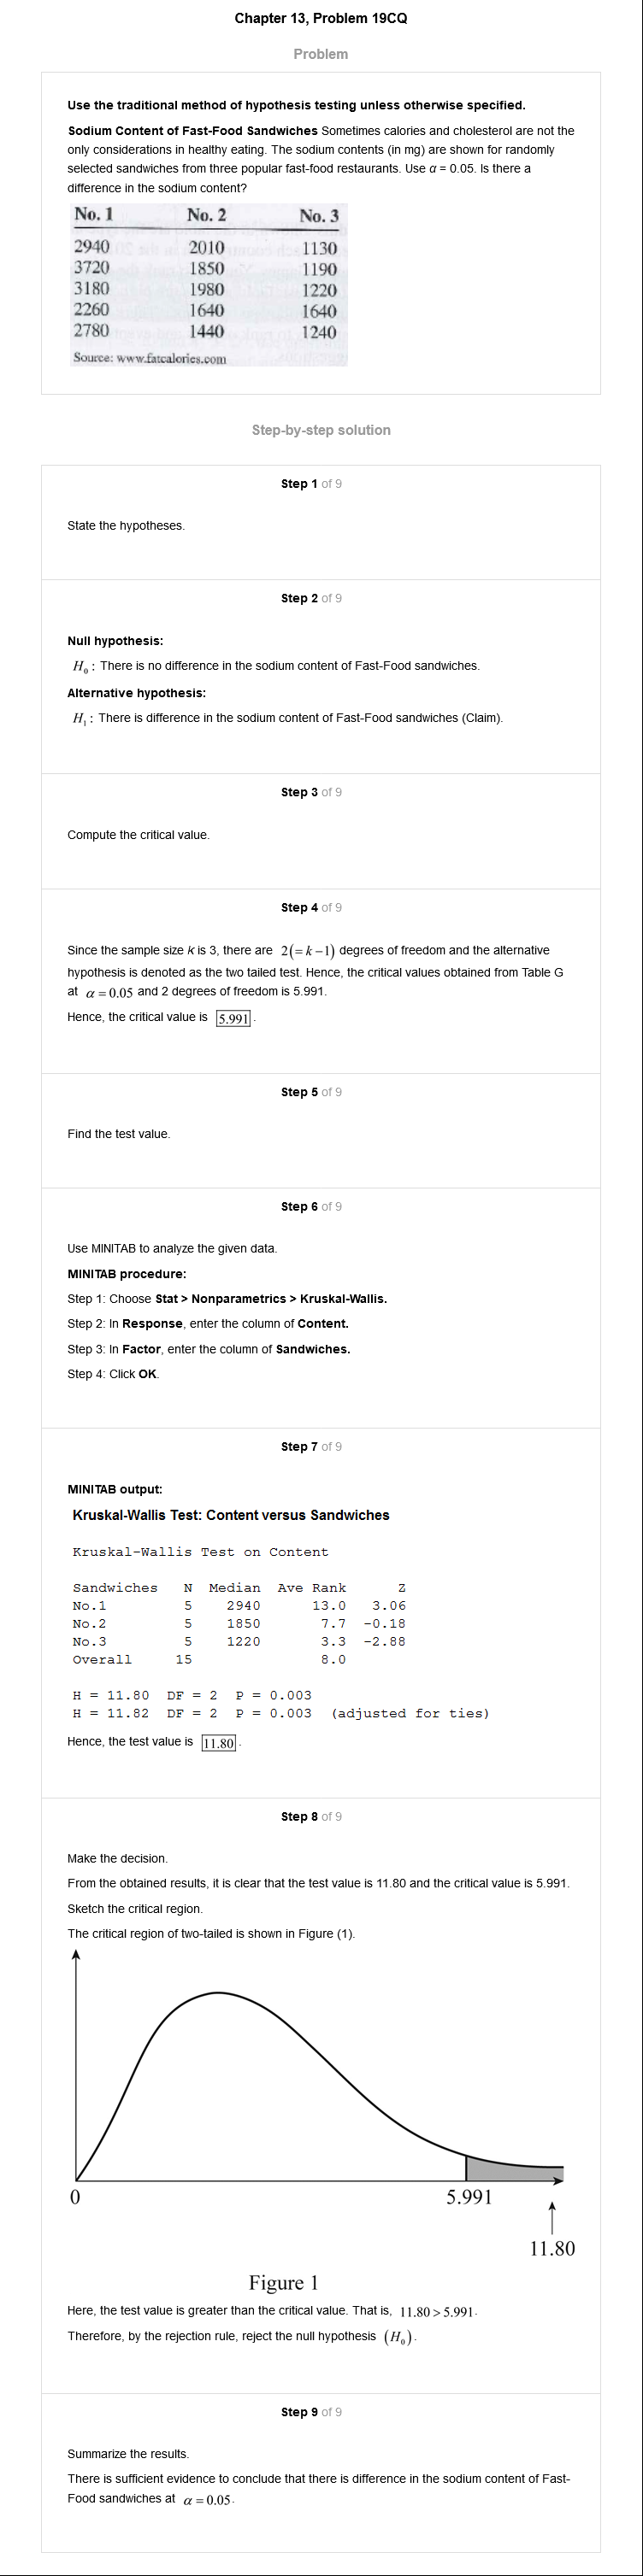 Chapter 13, Problem 19CQ
Problem
Use the traditional method of hypothesis testing unless otherwise specified.
Sodium Content of Fast-Food Sandwiches Sometimes calories and cholesterol are not the
only considerations in healthy eating. The sodium contents (in mg) are shown for randomly
selected sandwiches from three popular fast-food restaurants. Use α = 0.05. Is there a
difference in the sodium content?
No. 1 No. 2 No. 3
2940 2010 1130
3720 1850 1190
3180 1980 1220
2260 1640 1640
2780 1440 1240
Source: www.fatcalories.com
Step-by-step solution
Step 1 of 9
State the hypotheses.
Step 2 of 9
Null hypothesis:
H₀ : There is no difference in the sodium content of Fast-Food sandwiches.
Alternative hypothesis:
H₁ : There is difference in the sodium content of Fast-Food sandwiches (Claim).
Step 3 of 9
Compute the critical value.
Step 4 of 9
Since the sample size k is 3, there are 2(= k – 1) degrees of freedom and the alternative
hypothesis is denoted as the two tailed test. Hence, the critical values obtained from Table G
at α = 0.05 and 2 degrees of freedom is 5.991.
Hence, the critical value is 5.991.
Step 5 of 9
Find the test value.
Step 6 of 9
Use MINITAB to analyze the given data.
MINITAB procedure:
Step 1: Choose Stat > Nonparametrics > Kruskal-Wallis.
Step 2: In Response, enter the column of Content.
Step 3: In Factor, enter the column of Sandwiches.
Step 4: Click OK.
Step 7 of 9
MINITAB output:
Kruskal-Wallis Test: Content versus Sandwiches
Kruskal-Wallis Test on Content
Sandwiches N Median Ave Rank Z
No.1 5 2940 13.0 3.06
No.2 5 1850 7.7 -0.18
No.3 5 1220 3.3 -2.88
Overall 15 8.0
H = 11.80 DF = 2 P = 0.003
H = 11.82 DF = 2 P = 0.003 (adjusted for ties)
Hence, the test value is 11.80.
Step 8 of 9
Make the decision.
From the obtained results, it is clear that the test value is 11.80 and the critical value is 5.991.
Sketch the critical region.
The critical region of two-tailed is shown in Figure (1).
0 5.991
11.80
Figure 1
Here, the test value is greater than the critical value. That is, 11.80 > 5.991.
Therefore, by the rejection rule, reject the null hypothesis (H₀).
Step 9 of 9
Summarize the results.
There is sufficient evidence to conclude that there is difference in the sodium content of Fast-
Food sandwiches at α = 0.05.